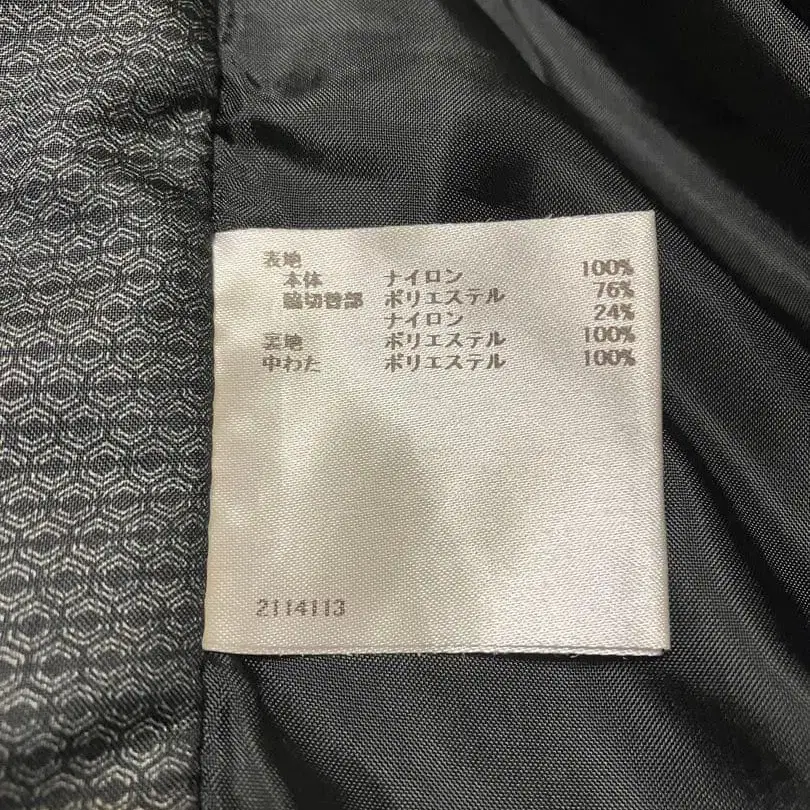 表地
本体 ナイロン 100%
脇切替部 ポリエステル 76%
ナイロン 24%
裏地 ポリエステル 100%
中わた ポリエステル 100%
2114113